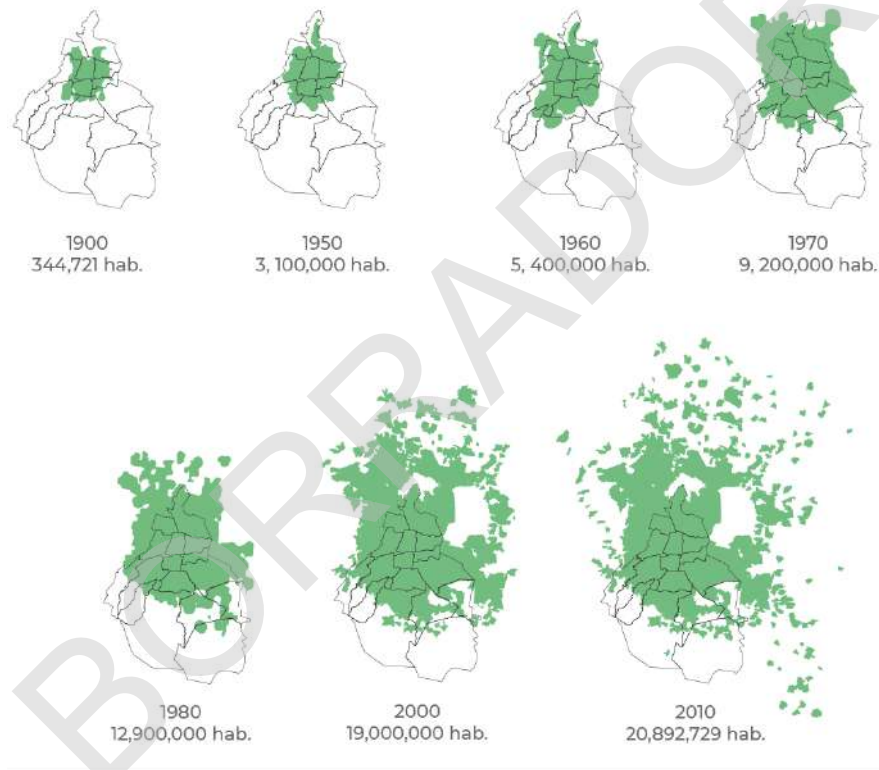 1900
344,721 hab.
1950
3, 100,000 hab.
1960
5, 400,000 hab.
1970
9, 200,000 hab.
1980
12,900,000 hab.
2000
19,000,000 hab.
2010
20,892,729 hab.
BORRADOR